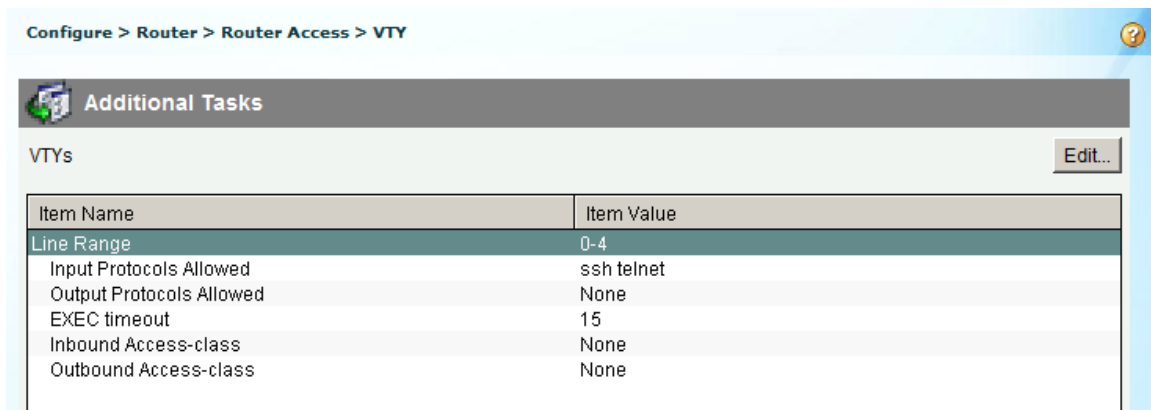 Configure > Router > Router Access > VTY
?
Additional Tasks
VTYs
Edit...
Item Name Item Value
Line Range 0-4
Input Protocols Allowed ssh telnet
Output Protocols Allowed None
EXEC timeout 15
Inbound Access-class None
Outbound Access-class None